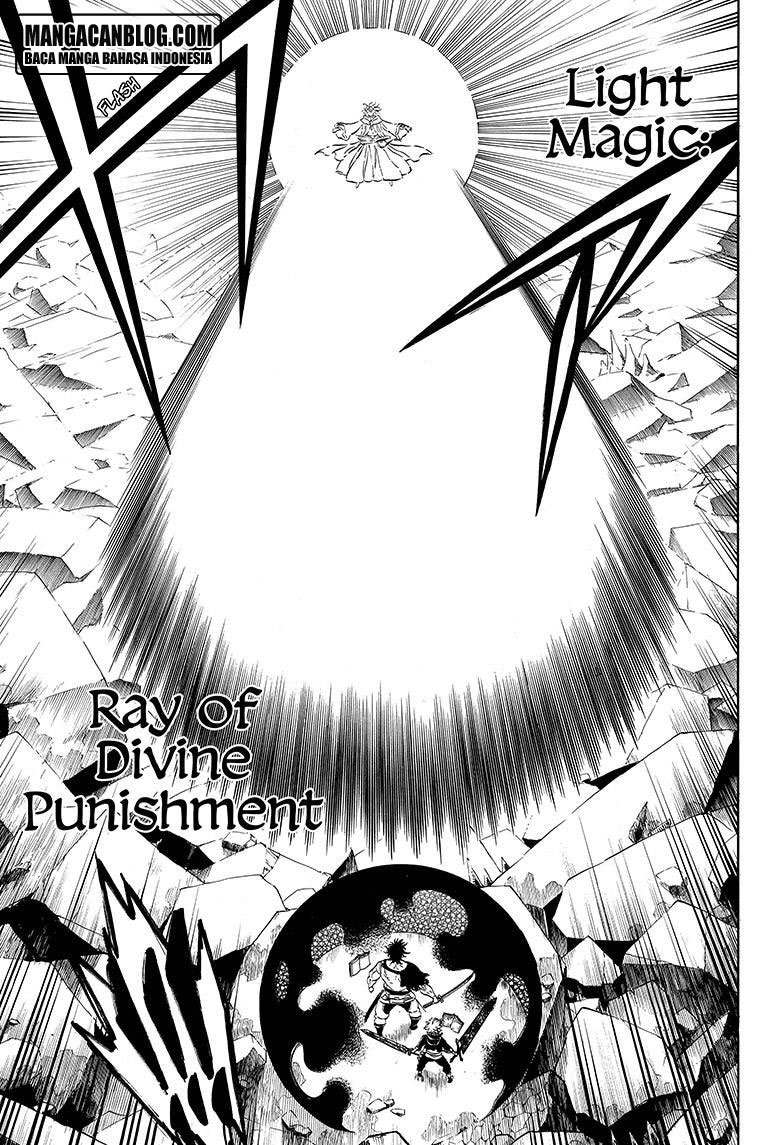 MANGACANBLOG.COM
BACA MANGA BAHASA INDONESIA
FLASH
Light
Magic:
Ray of
Divine
Punishment